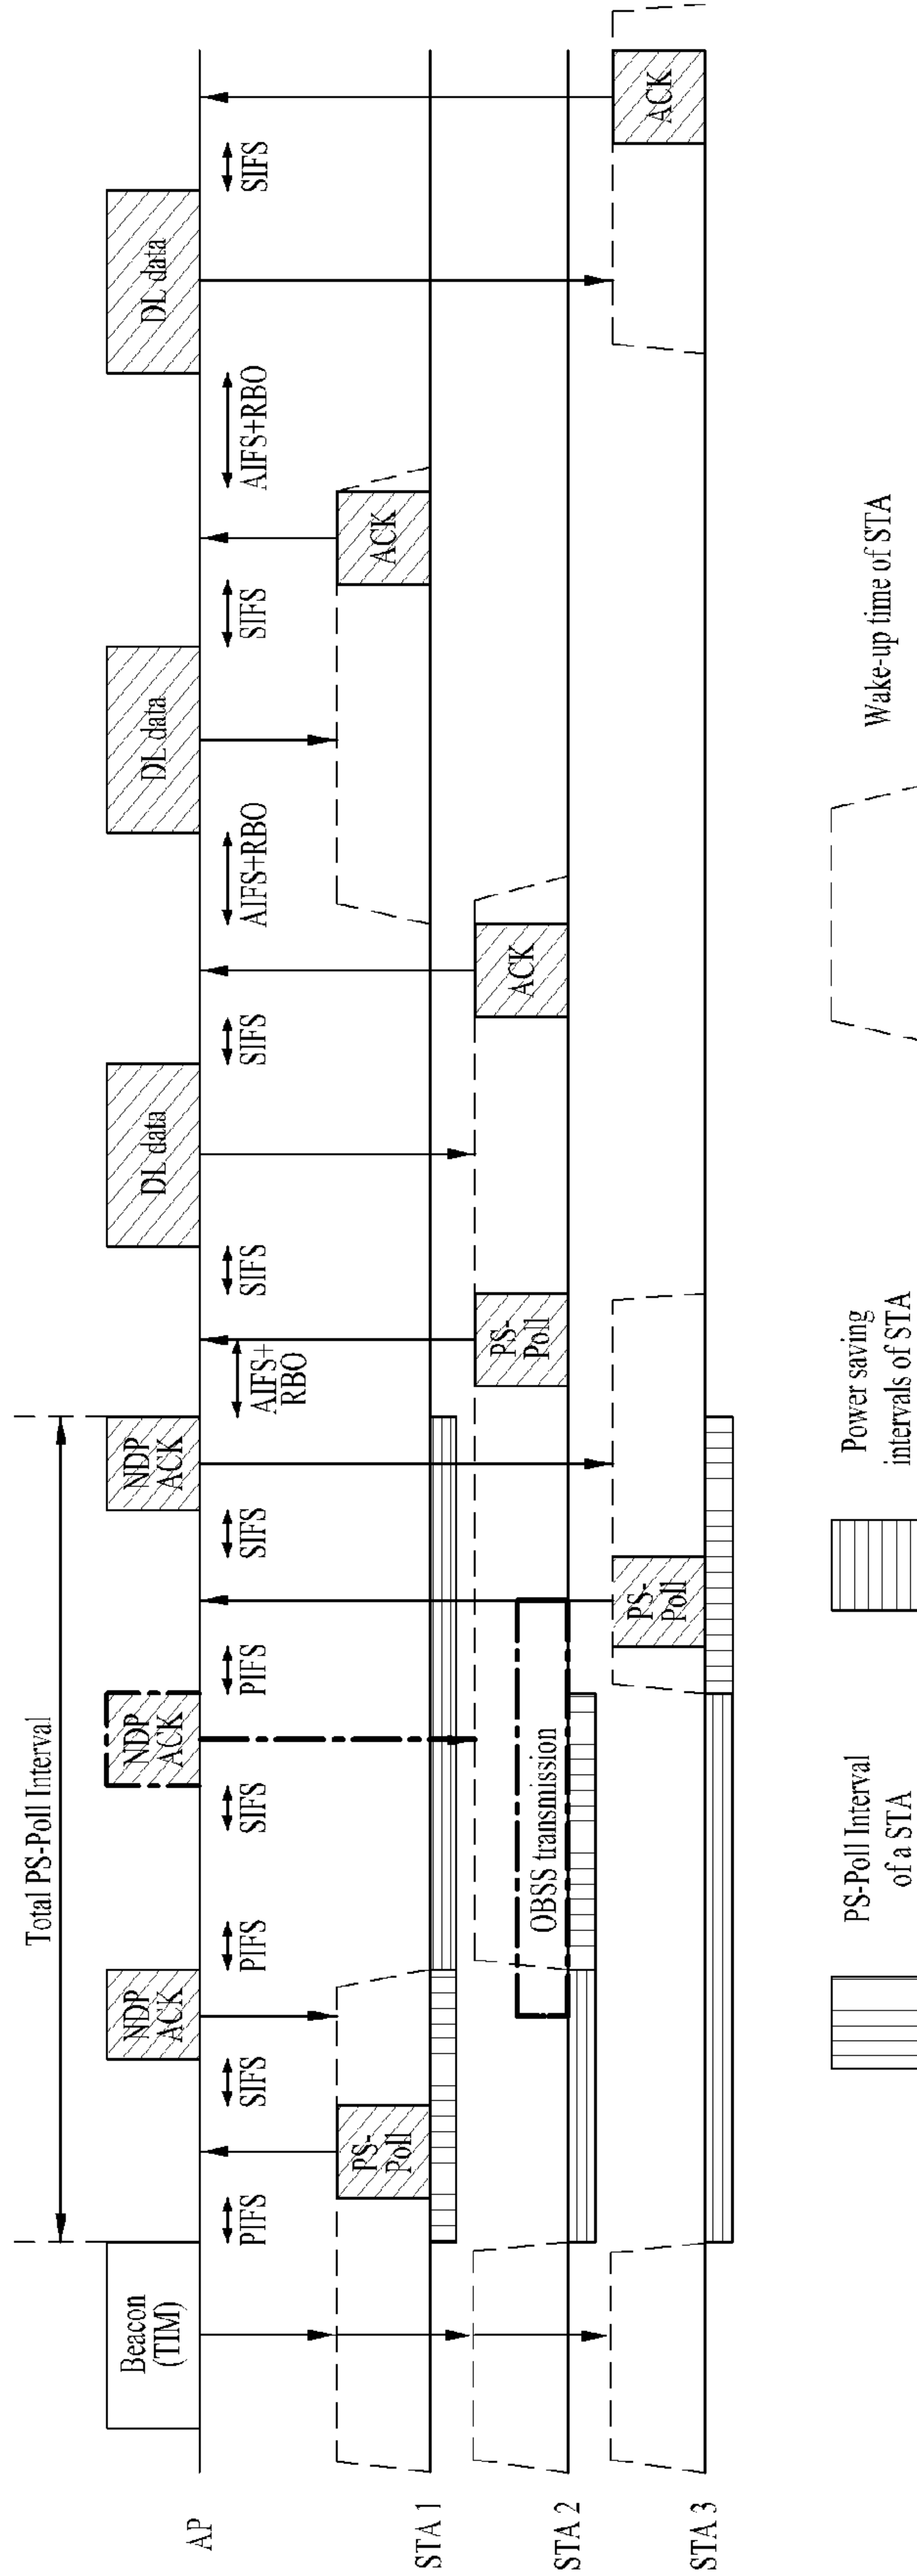 Total PS-Poll Interval
Beacon
(TIM)
NDP
ACK
NDP
ACK
NDP
ACK
DL data
DL data
DL data
AP
PIFS
SIFS
PIFS
SIFS
PIFS
SIFS
AIFS+
RBO
SIFS
SIFS
AIFS+RBO
SIFS
AIFS+RBO
SIFS
STA 1
PS-
Poll
ACK
STA 2
OBSS transmission
PS-
Poll
ACK
STA 3
PS-
Poll
ACK
PS-Poll Interval
of a STA
Power saving
intervals of STA
Wake-up time of STA